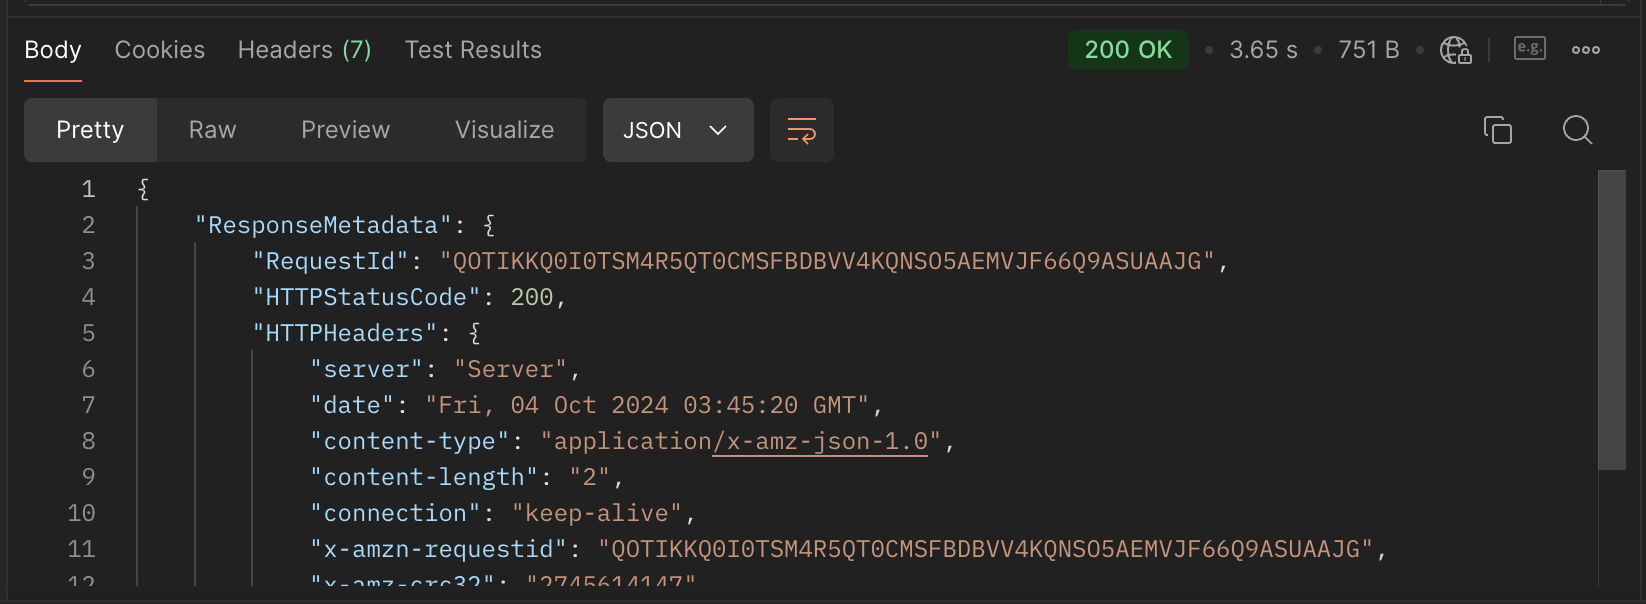 Body Cookies Headers (7) Test Results 200 OK 3.65 s 751 B e.g.
Pretty Raw Preview Visualize JSON
1 {
2 "ResponseMetadata": {
3 "RequestId": "QOTIKKQ0I0TSM4R5QT0CMSFBDBVV4KQNSO5AEMVJF66Q9ASUAAJG",
4 "HTTPStatusCode": 200,
5 "HTTPHeaders": {
6 "server": "Server",
7 "date": "Fri, 04 Oct 2024 03:45:20 GMT",
8 "content-type": "application/x-amz-json-1.0",
9 "content-length": "2",
10 "connection": "keep-alive",
11 "x-amzn-requestid": "QOTIKKQ0I0TSM4R5QT0CMSFBDBVV4KQNSO5AEMVJF66Q9ASUAAJG",
12 "x-amz-crc32": "2745614147"